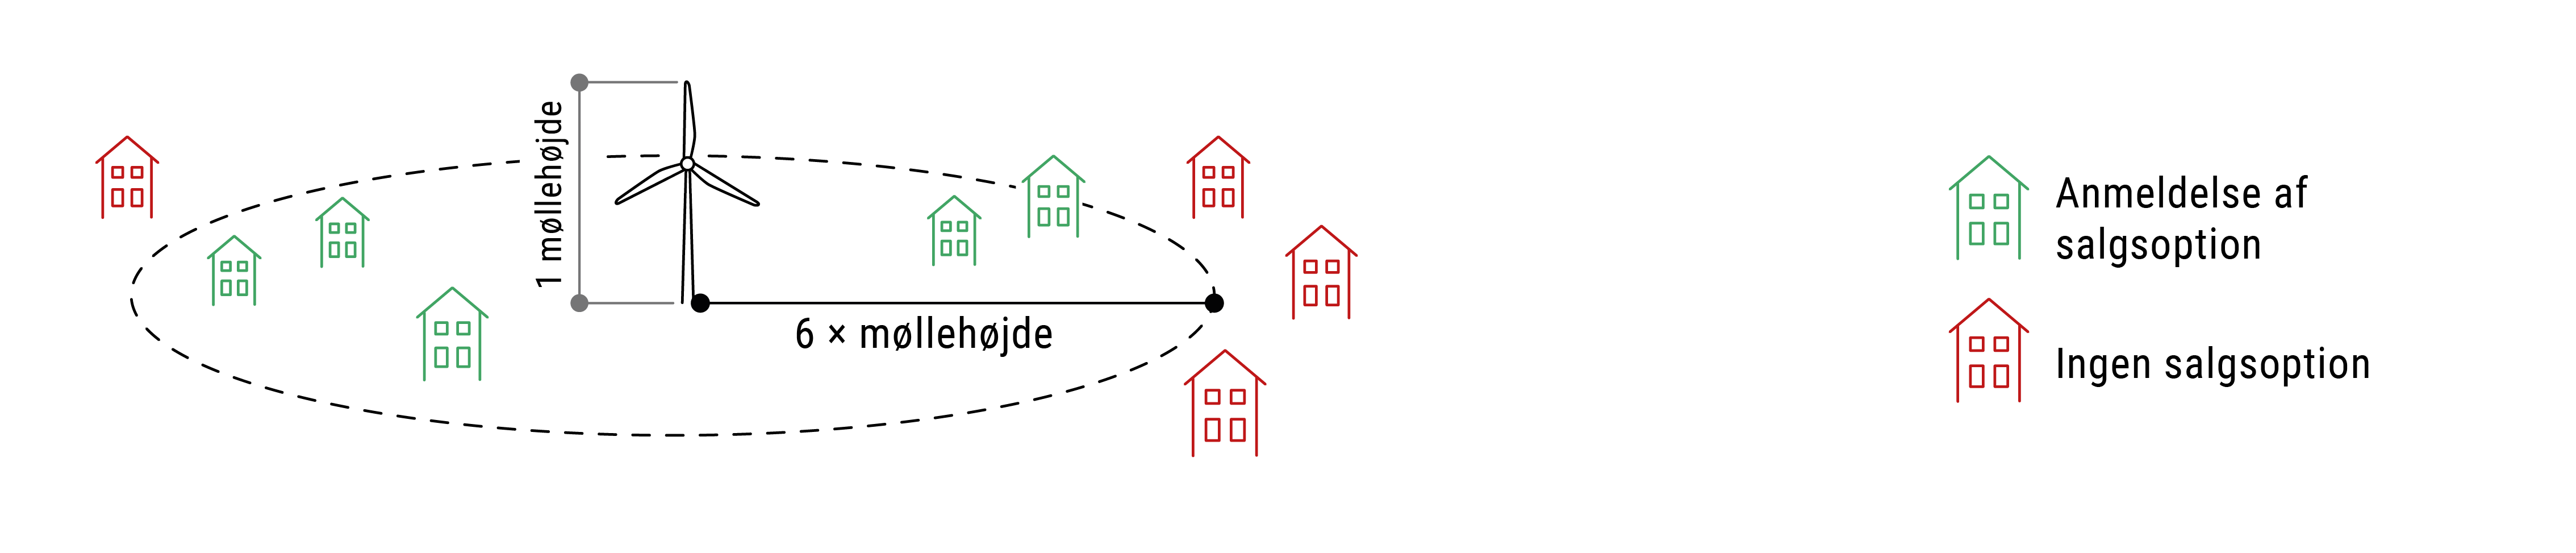 1 møllehøjde
6 × møllehøjde
Anmeldelse af
salgsoption
Ingen salgsoption